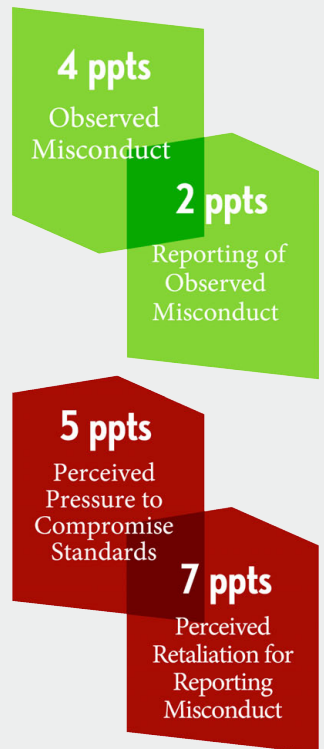 4 ppts
Observed
Misconduct
2 ppts
Reporting of
Observed
Misconduct
5 ppts
Perceived
Pressure to
Compromise
Standards
7 ppts
Perceived
Retaliation for
Reporting
Misconduct